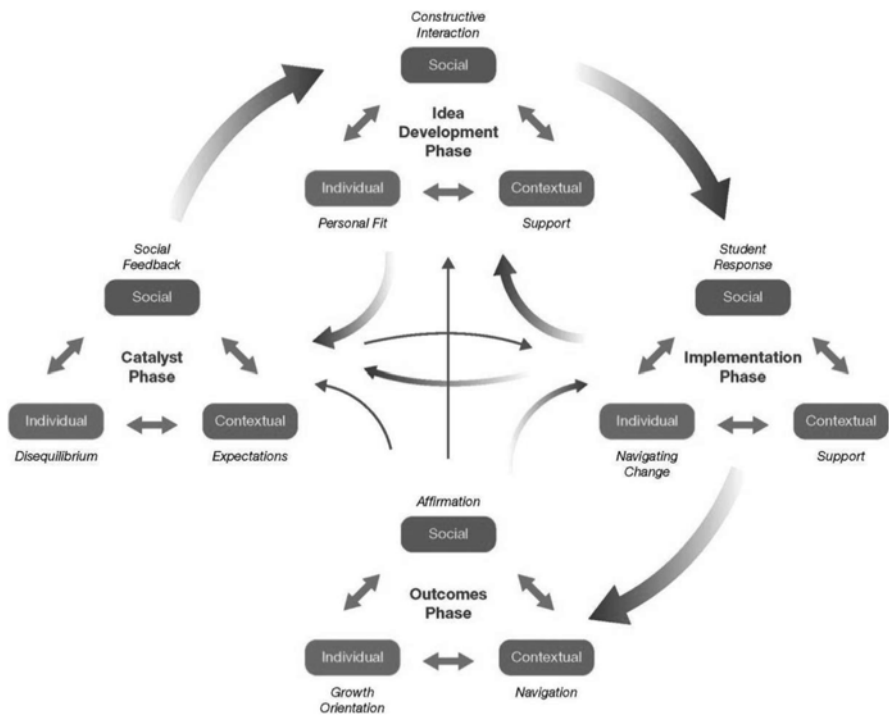 Constructive
Interaction
Social
Idea
Development
Phase
Individual
Contextual
Personal Fit
Support
Social
Feedback
Social
Catalyst
Phase
Individual
Contextual
Disequilibrium
Expectations
Student
Response
Social
Implementation
Phase
Individual
Contextual
Navigating
Change
Support
Affirmation
Social
Outcomes
Phase
Individual
Contextual
Growth
Orientation
Navigation